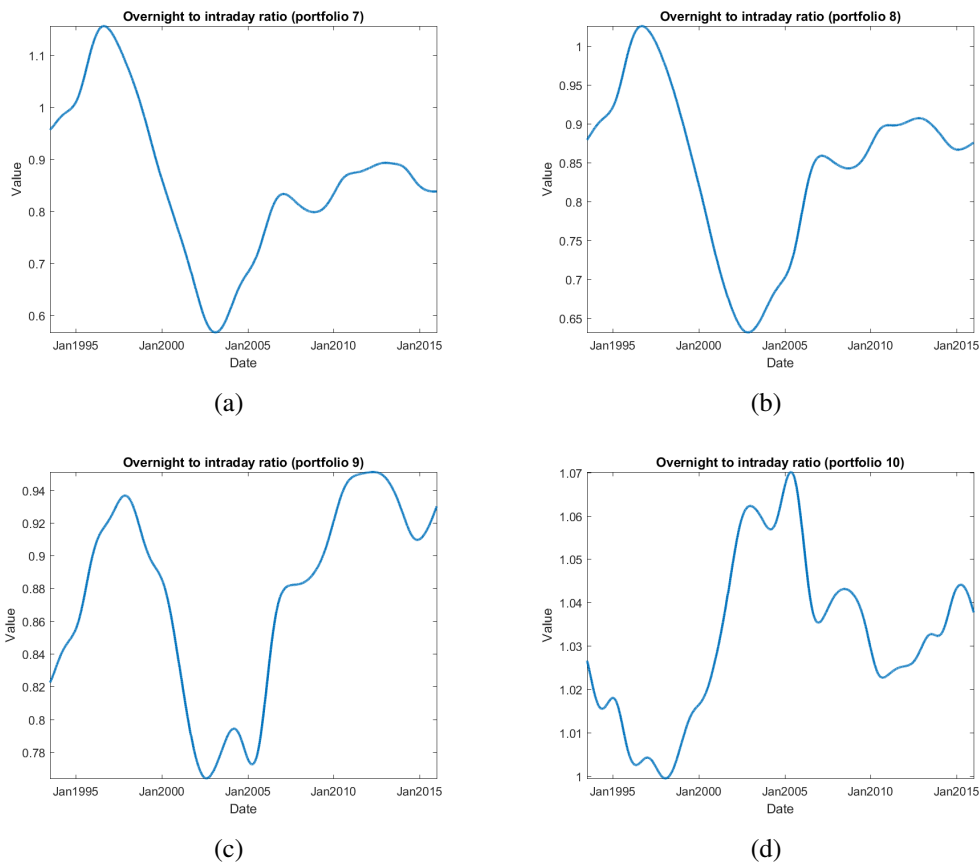 Overnight to intraday ratio (portfolio 7)
1.1
1
0.9
0.8
0.7
0.6
Value
Jan1995 Jan2000 Jan2005 Jan2010 Jan2015
Date
(a)
Overnight to intraday ratio (portfolio 8)
1
0.95
0.9
0.85
0.8
0.75
0.7
0.65
Value
Jan1995 Jan2000 Jan2005 Jan2010 Jan2015
Date
(b)
Overnight to intraday ratio (portfolio 9)
0.94
0.92
0.9
0.88
0.86
0.84
0.82
0.8
0.78
Value
Jan1995 Jan2000 Jan2005 Jan2010 Jan2015
Date
(c)
Overnight to intraday ratio (portfolio 10)
1.07
1.06
1.05
1.04
1.03
1.02
1.01
1
Value
Jan1995 Jan2000 Jan2005 Jan2010 Jan2015
Date
(d)